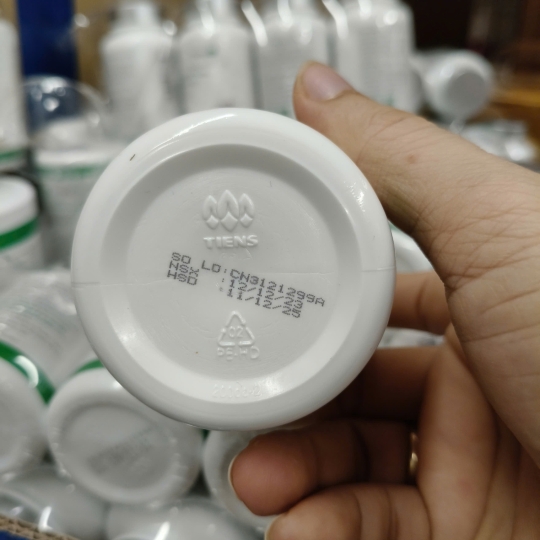 TIENS
SO LO: CN3121299A
NSX : 12/12/23
HSD : 11/12/25
02
PE-HD